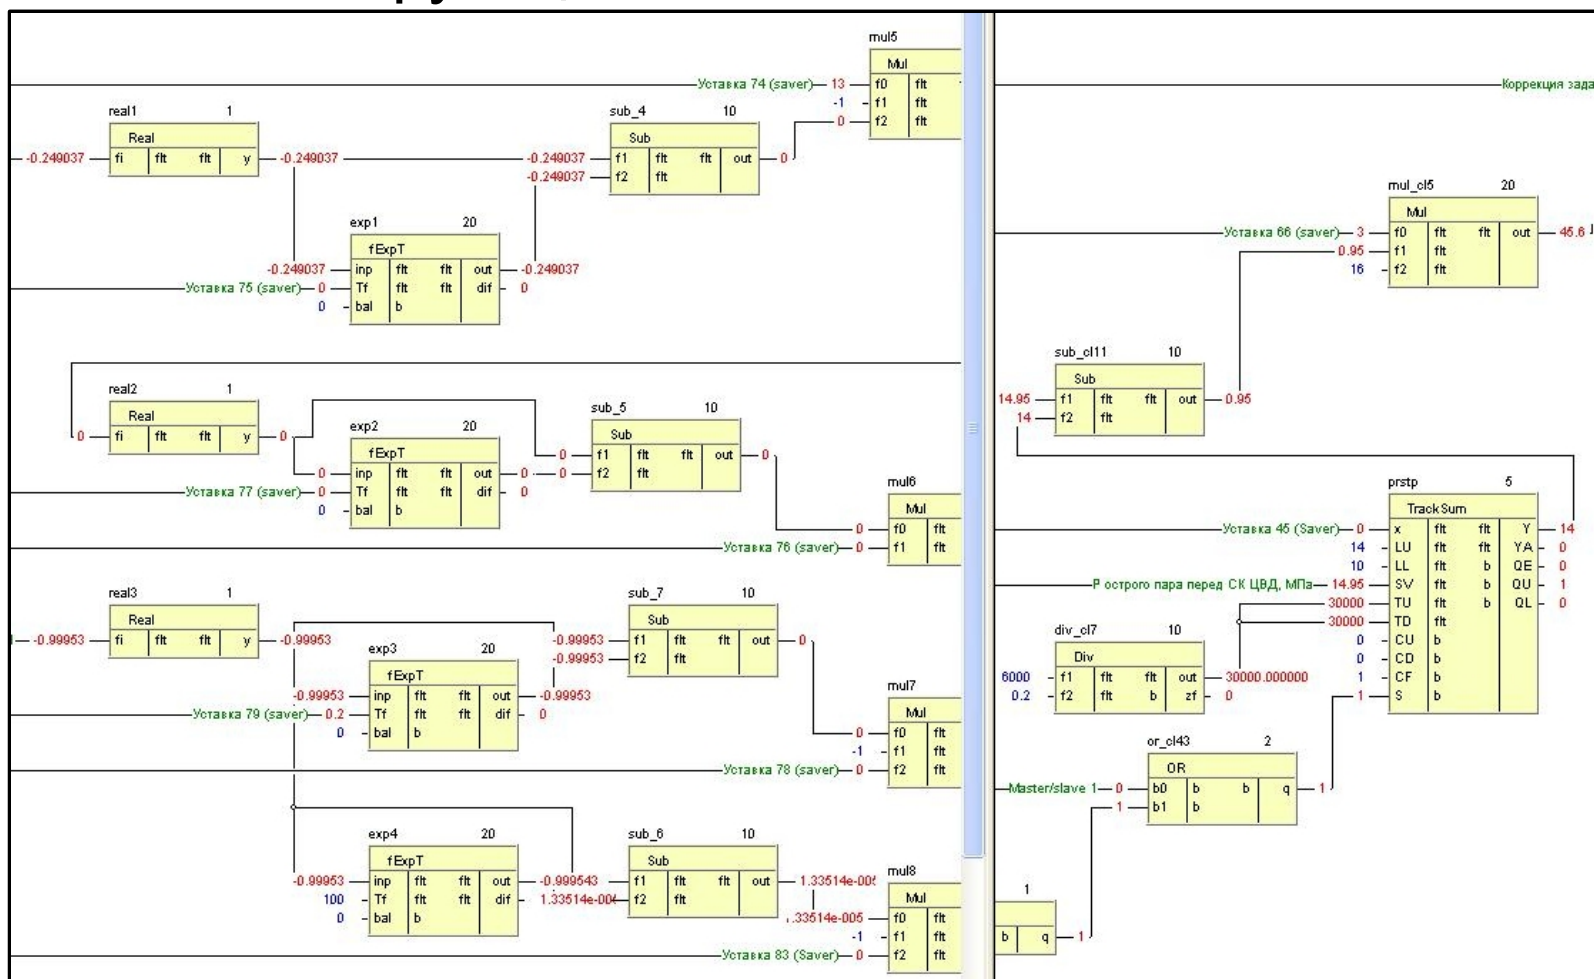 mul5
Mul
Уставка 74 (saver) 13 f0 flt
-1 f1 flt
0 f2 flt
Коррекция зада
real1 1
Real
-0.249037 fi flt flt y -0.249037
sub_4 10
Sub
-0.249037 f1 flt flt out 0
-0.249037 f2 flt
exp1 20
fExpT
-0.249037 inp flt flt out -0.249037
Уставка 75 (saver) 0 Tf flt flt dif 0
0 bal b
mul_cl5 20
Mul
Уставка 66 (saver) 3 f0 flt flt out 45.6
0.95 f1 flt
16 f2 flt
sub_cl11 10
Sub
14.95 f1 flt flt out 0.95
14 f2 flt
real2 1
Real
0 fi flt flt y 0
exp2 20
fExpT
0 inp flt flt out 0
Уставка 77 (saver) 0 Tf flt flt dif 0
0 bal b
sub_5 10
Sub
0 f1 flt flt out 0
0 f2 flt
mul6
Mul
0 f0 flt
Уставка 76 (saver) 0 f1 flt
prstp 5
TrackSum
Уставка 45 (Saver) 0 x flt flt Y 14
14 LU flt flt YA 0
10 LL flt b QE 0
Р острого пара перед СК ЦВД, МПа 14.95 SV flt b QU 1
30000 TU flt b QL 0
30000 TD flt
0 CU b
0 CD b
1 CF b
1 S b
real3 1
Real
-0.99953 fi flt flt y -0.99953
sub_7 10
Sub
-0.99953 f1 flt flt out 0
-0.99953 f2 flt
exp3 20
fExpT
-0.99953 inp flt flt out -0.99953
Уставка 79 (saver) 0.2 Tf flt flt dif 0
0 bal b
div_cl7 10
Div
6000 f1 flt flt out 30000.000000
0.2 f2 flt b zf 0
mul7
Mul
0 f0 flt
-1 f1 flt
Уставка 78 (saver) 0 f2 flt
or_cl43 2
OR
Master/slave 1 0 b0 b b q 1
1 b1 b
exp4 20
fExpT
-0.99953 inp flt flt out -0.999543
100 Tf flt flt dif 1.33514e-00
0 bal b
sub_6 10
Sub
f1 flt flt out 1.33514e-005
f2 flt
mul8
Mul
.33514e-005 f0 flt
-1 f1 flt
Уставка 83 (Saver) 0 f2 flt
1
b q 1